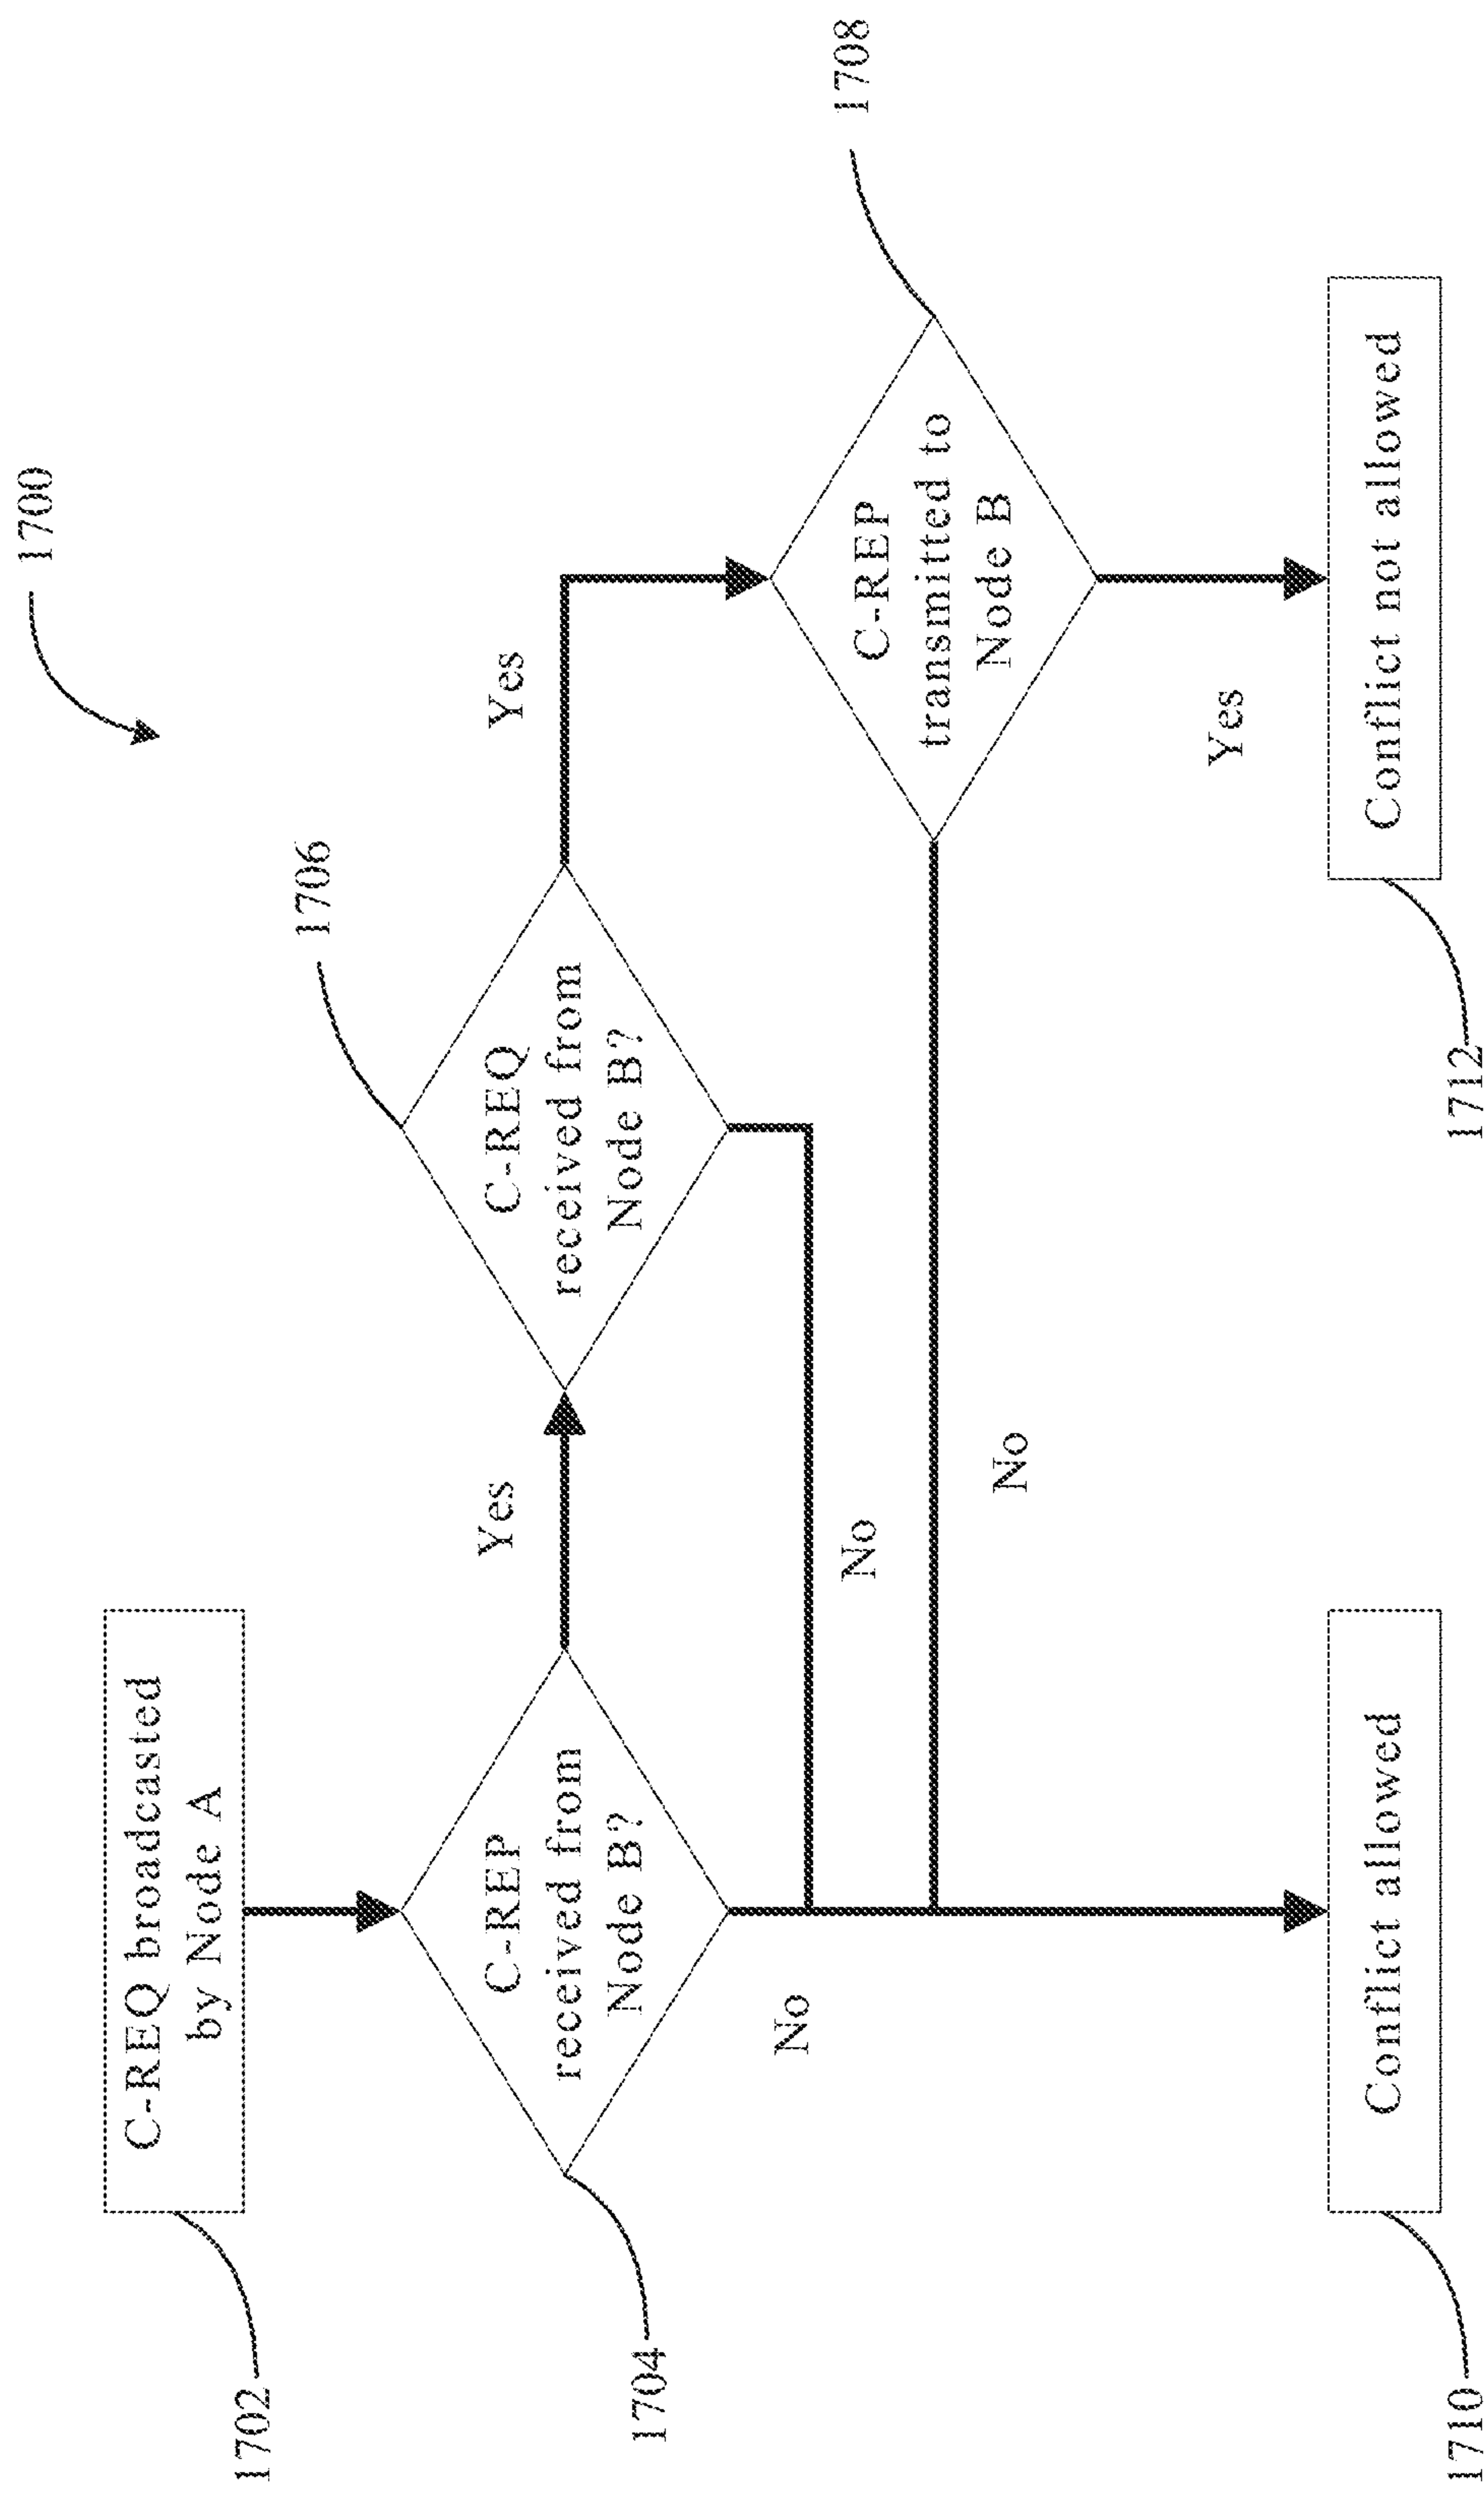 1700
C-REQ broadcasted
by Node A
1702
C-REP
received from
Node B?
1704
Yes
No
C-REQ
received from
Node B?
1706
Yes
No
C-REP
transmitted to
Node B
1708
No
Yes
Conflict allowed
1710
Conflict not allowed
1712